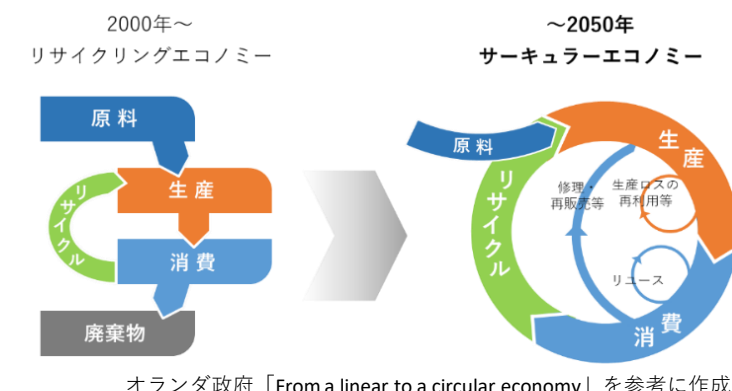 2000年～
リサイクリングエコノミー
原料
生産
リサイクル
消費
廃棄物
～2050年
サーキュラーエコノミー
原料
生産
修理・
再販売等
生産ロスの
再利用等
リサイクル
リユース
消費
オランダ政府「From a linear to a circular economy」を参考に作成